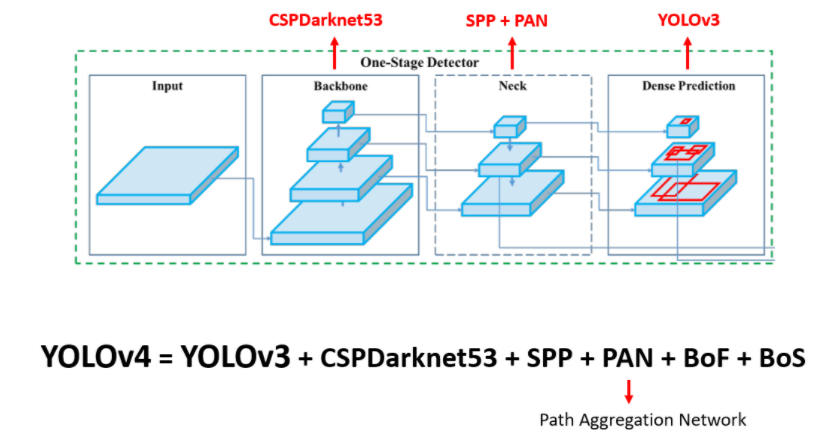 CSPDarknet53 SPP + PAN YOLOv3
One-Stage Detector
Input Backbone Neck Dense Prediction
YOLOv4 = YOLOv3 + CSPDarknet53 + SPP + PAN + BoF + BoS
Path Aggregation Network